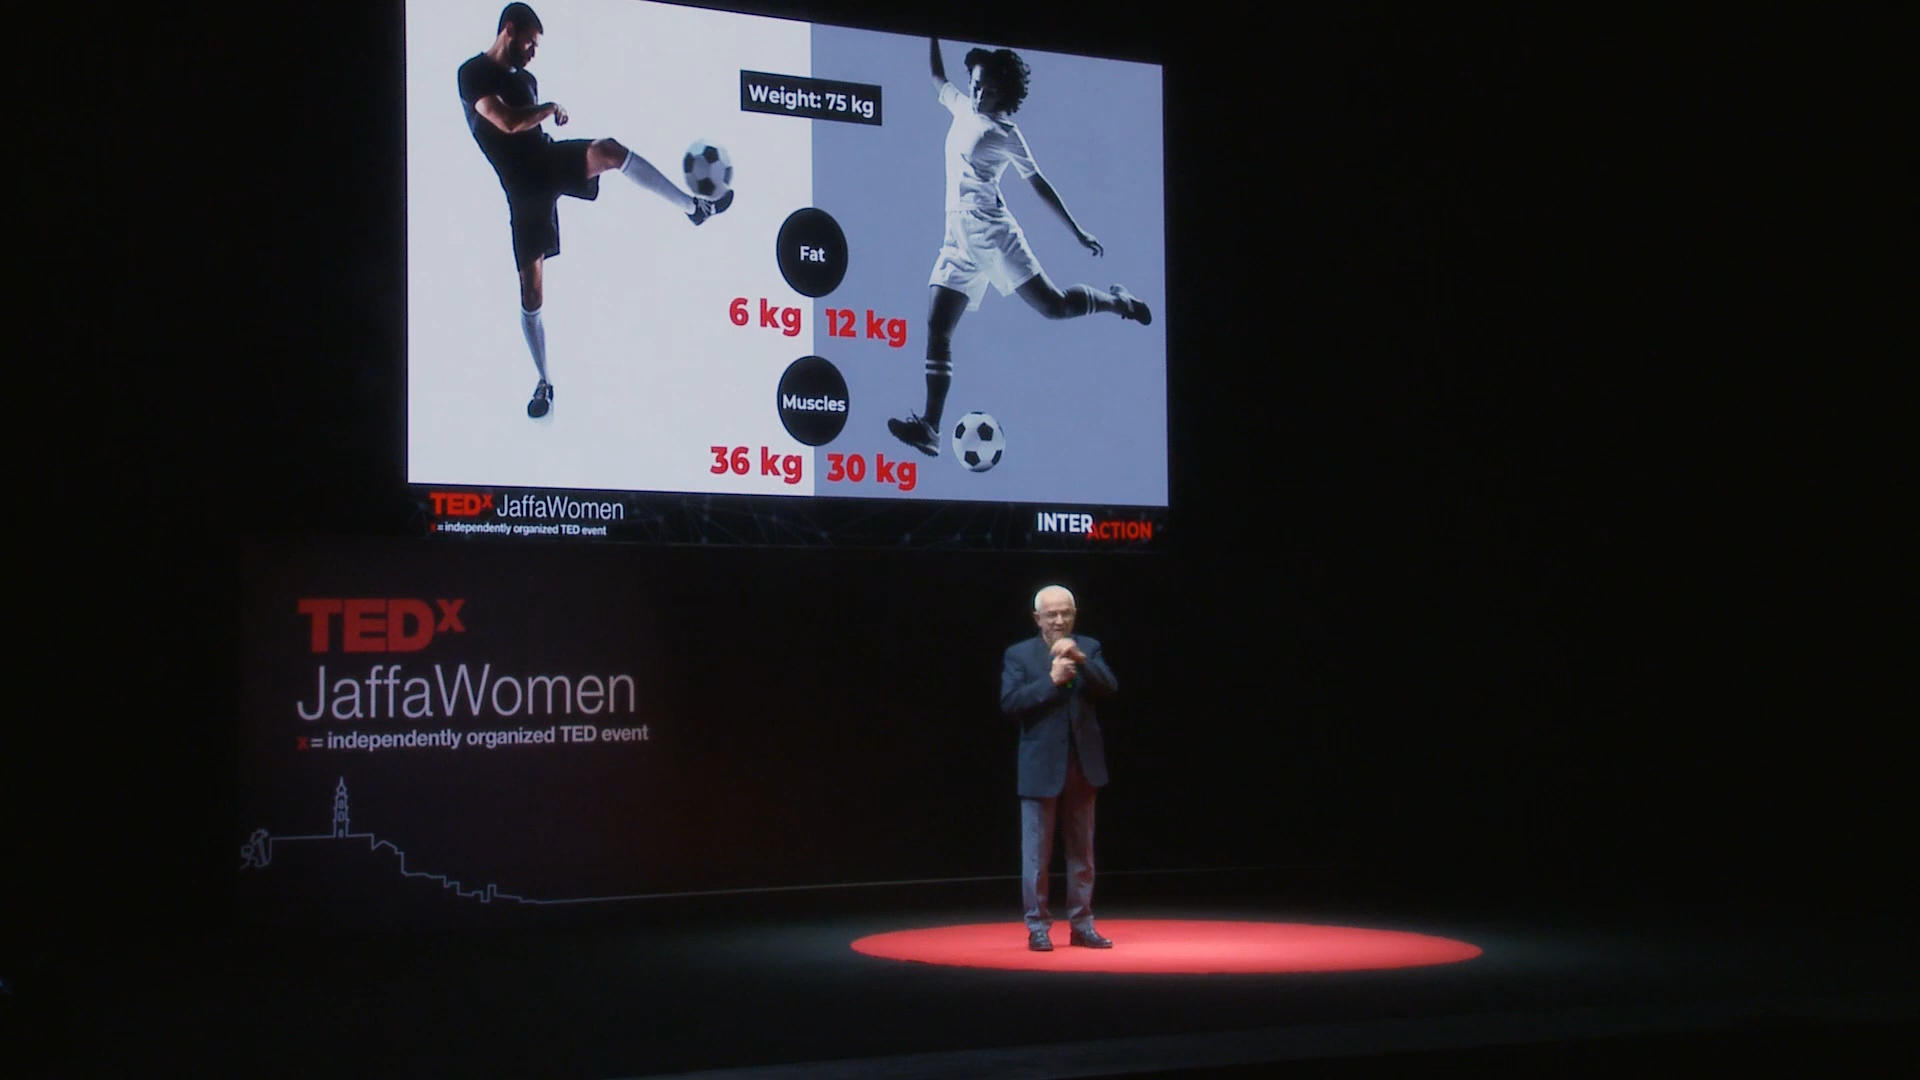 Weight: 75 kg
Fat
6 kg 12 kg
Muscles
36 kg 30 kg
TEDx JaffaWomen
x = independently organized TED event
INTER
ACTION
TEDx
JaffaWomen
x = independently organized TED event